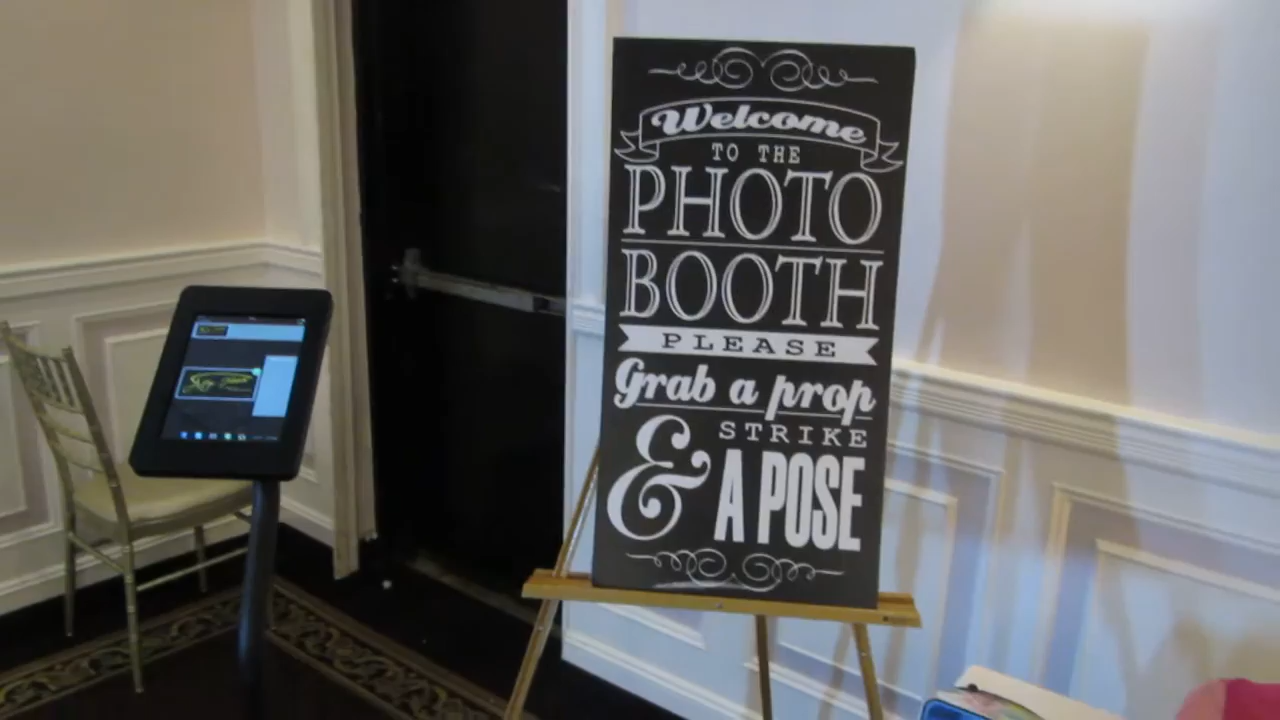 Welcome
TO THE
PHOTO
BOOTH
PLEASE
Grab a prop
& STRIKE
A POSE